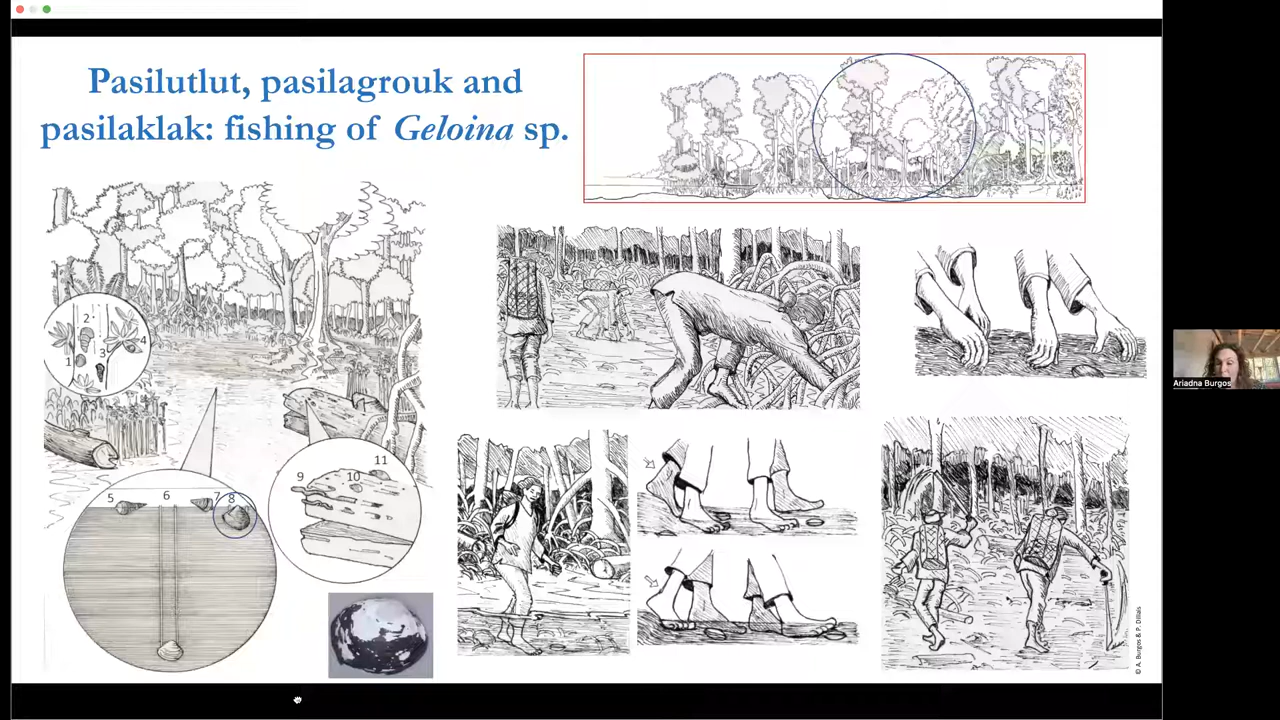 Pasilutlut, pasilagrouk and
pasilaklak: fishing of Geloina sp.
2
1
3
4
5
6
7
8
9
10
11
© A. Burgos & P. Dillais
Ariadna Burgos